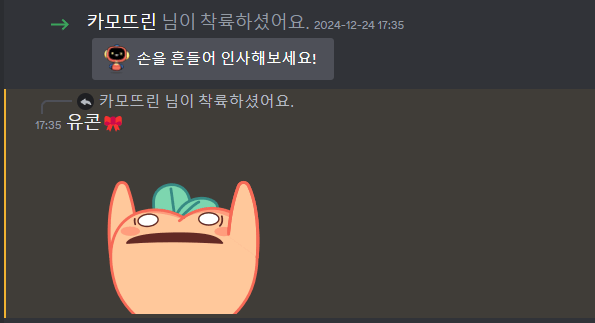 카모뜨린 님이 착륙하셨어요. 2024-12-24 17:35
손을 흔들어 인사해보세요!
카모뜨린 님이 착륙하셨어요.
17:35 유콘🎀